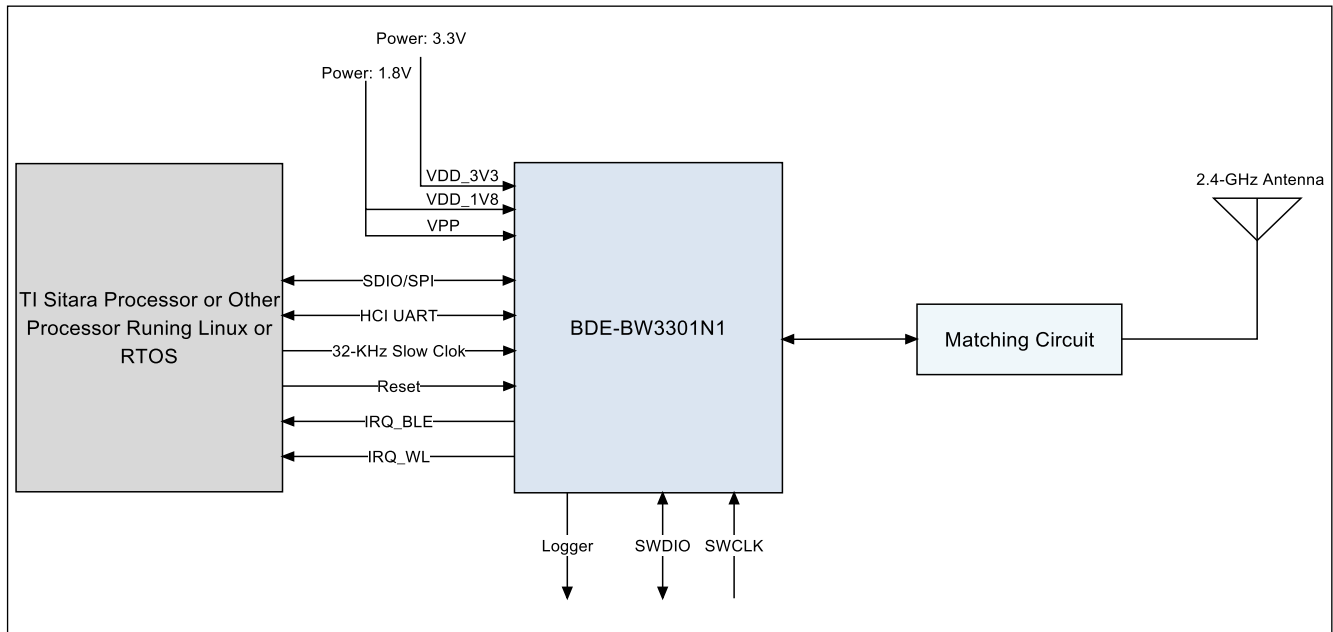 Power: 3.3V
Power: 1.8V
VDD_3V3
VDD_1V8
VPP
2.4-GHz Antenna
TI Sitara Processor or Other
Processor Runing Linux or
RTOS
SDIO/SPI
HCI UART
32-KHz Slow Clok
Reset
IRQ_BLE
IRQ_WL
BDE-BW3301N1
Matching Circuit
Logger
SWDIO
SWCLK